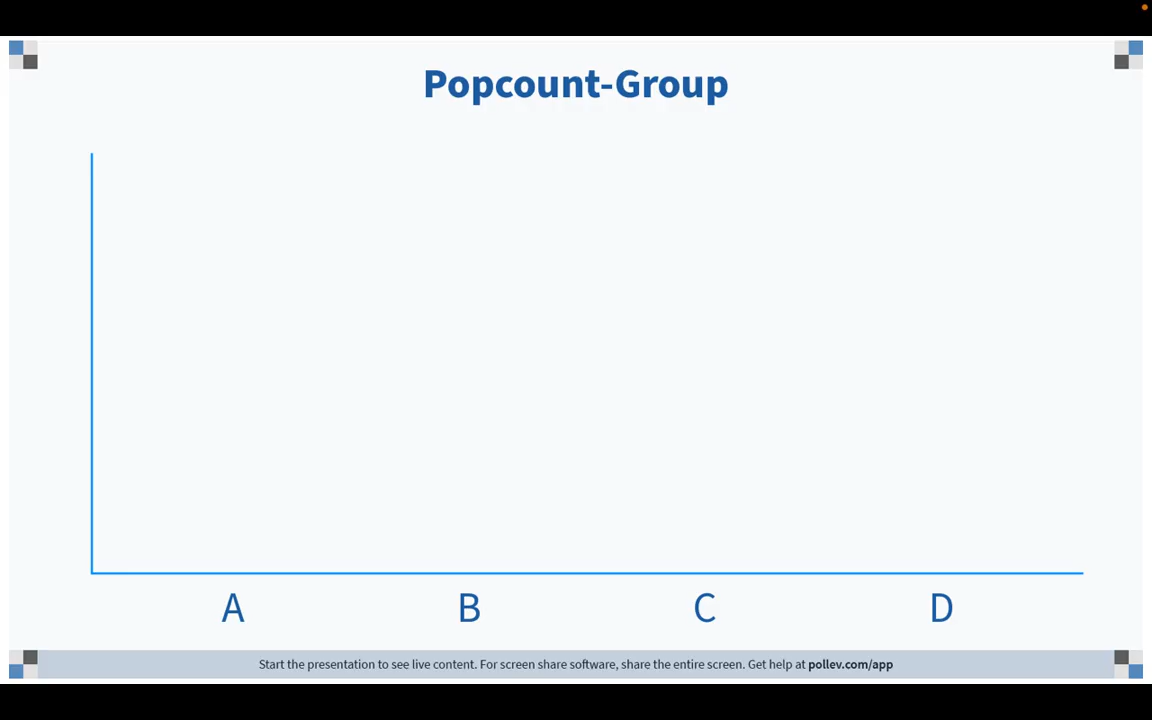 Popcount-Group
A B C D
Start the presentation to see live content. For screen share software, share the entire screen. Get help at pollev.com/app